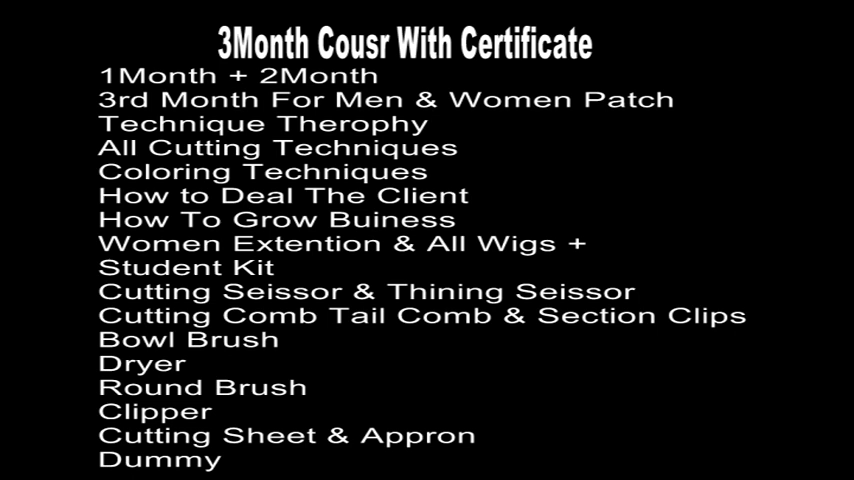 3Month Cousr With Certificate
1Month + 2Month
3rd Month For Men & Women Patch
Technique Therophy
All Cutting Techniques
Coloring Techniques
How to Deal The Client
How To Grow Buiness
Women Extention & All Wigs +
Student Kit
Cutting Seissor & Thining Seissor
Cutting Comb Tail Comb & Section Clips
Bowl Brush
Dryer
Round Brush
Clipper
Cutting Sheet & Appron
Dummy